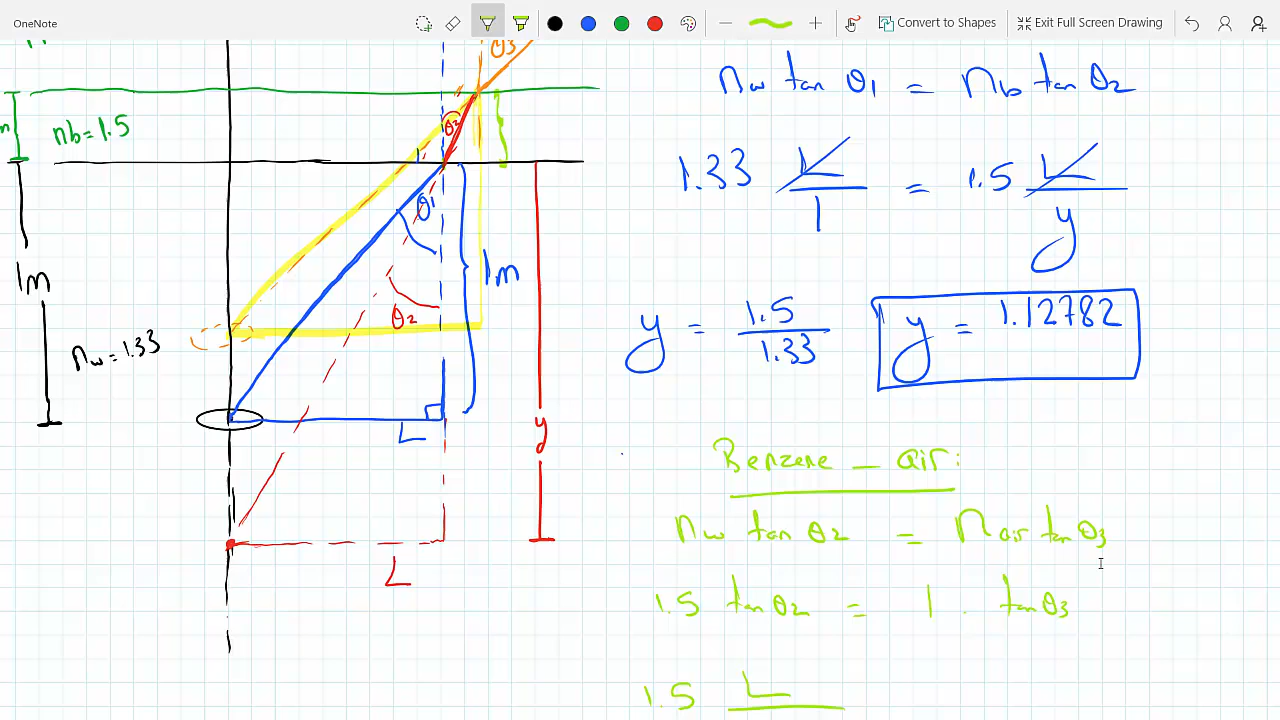 OneNote
Convert to Shapes
Exit Full Screen Drawing
θ3
nb = 1.5
θ2
θ1
1m
1m
θ2
nw = 1.33
L
y
L
nw tan θ1 = nb tan θ2
1.33 L/1 = 1.5 L/y
y = 1.5/1.33
y = 1.12782
Benzene - air:
nw tan θ2 = nair tan θ3
1.5 tan θ2 = 1 · tan θ3
1.5 L